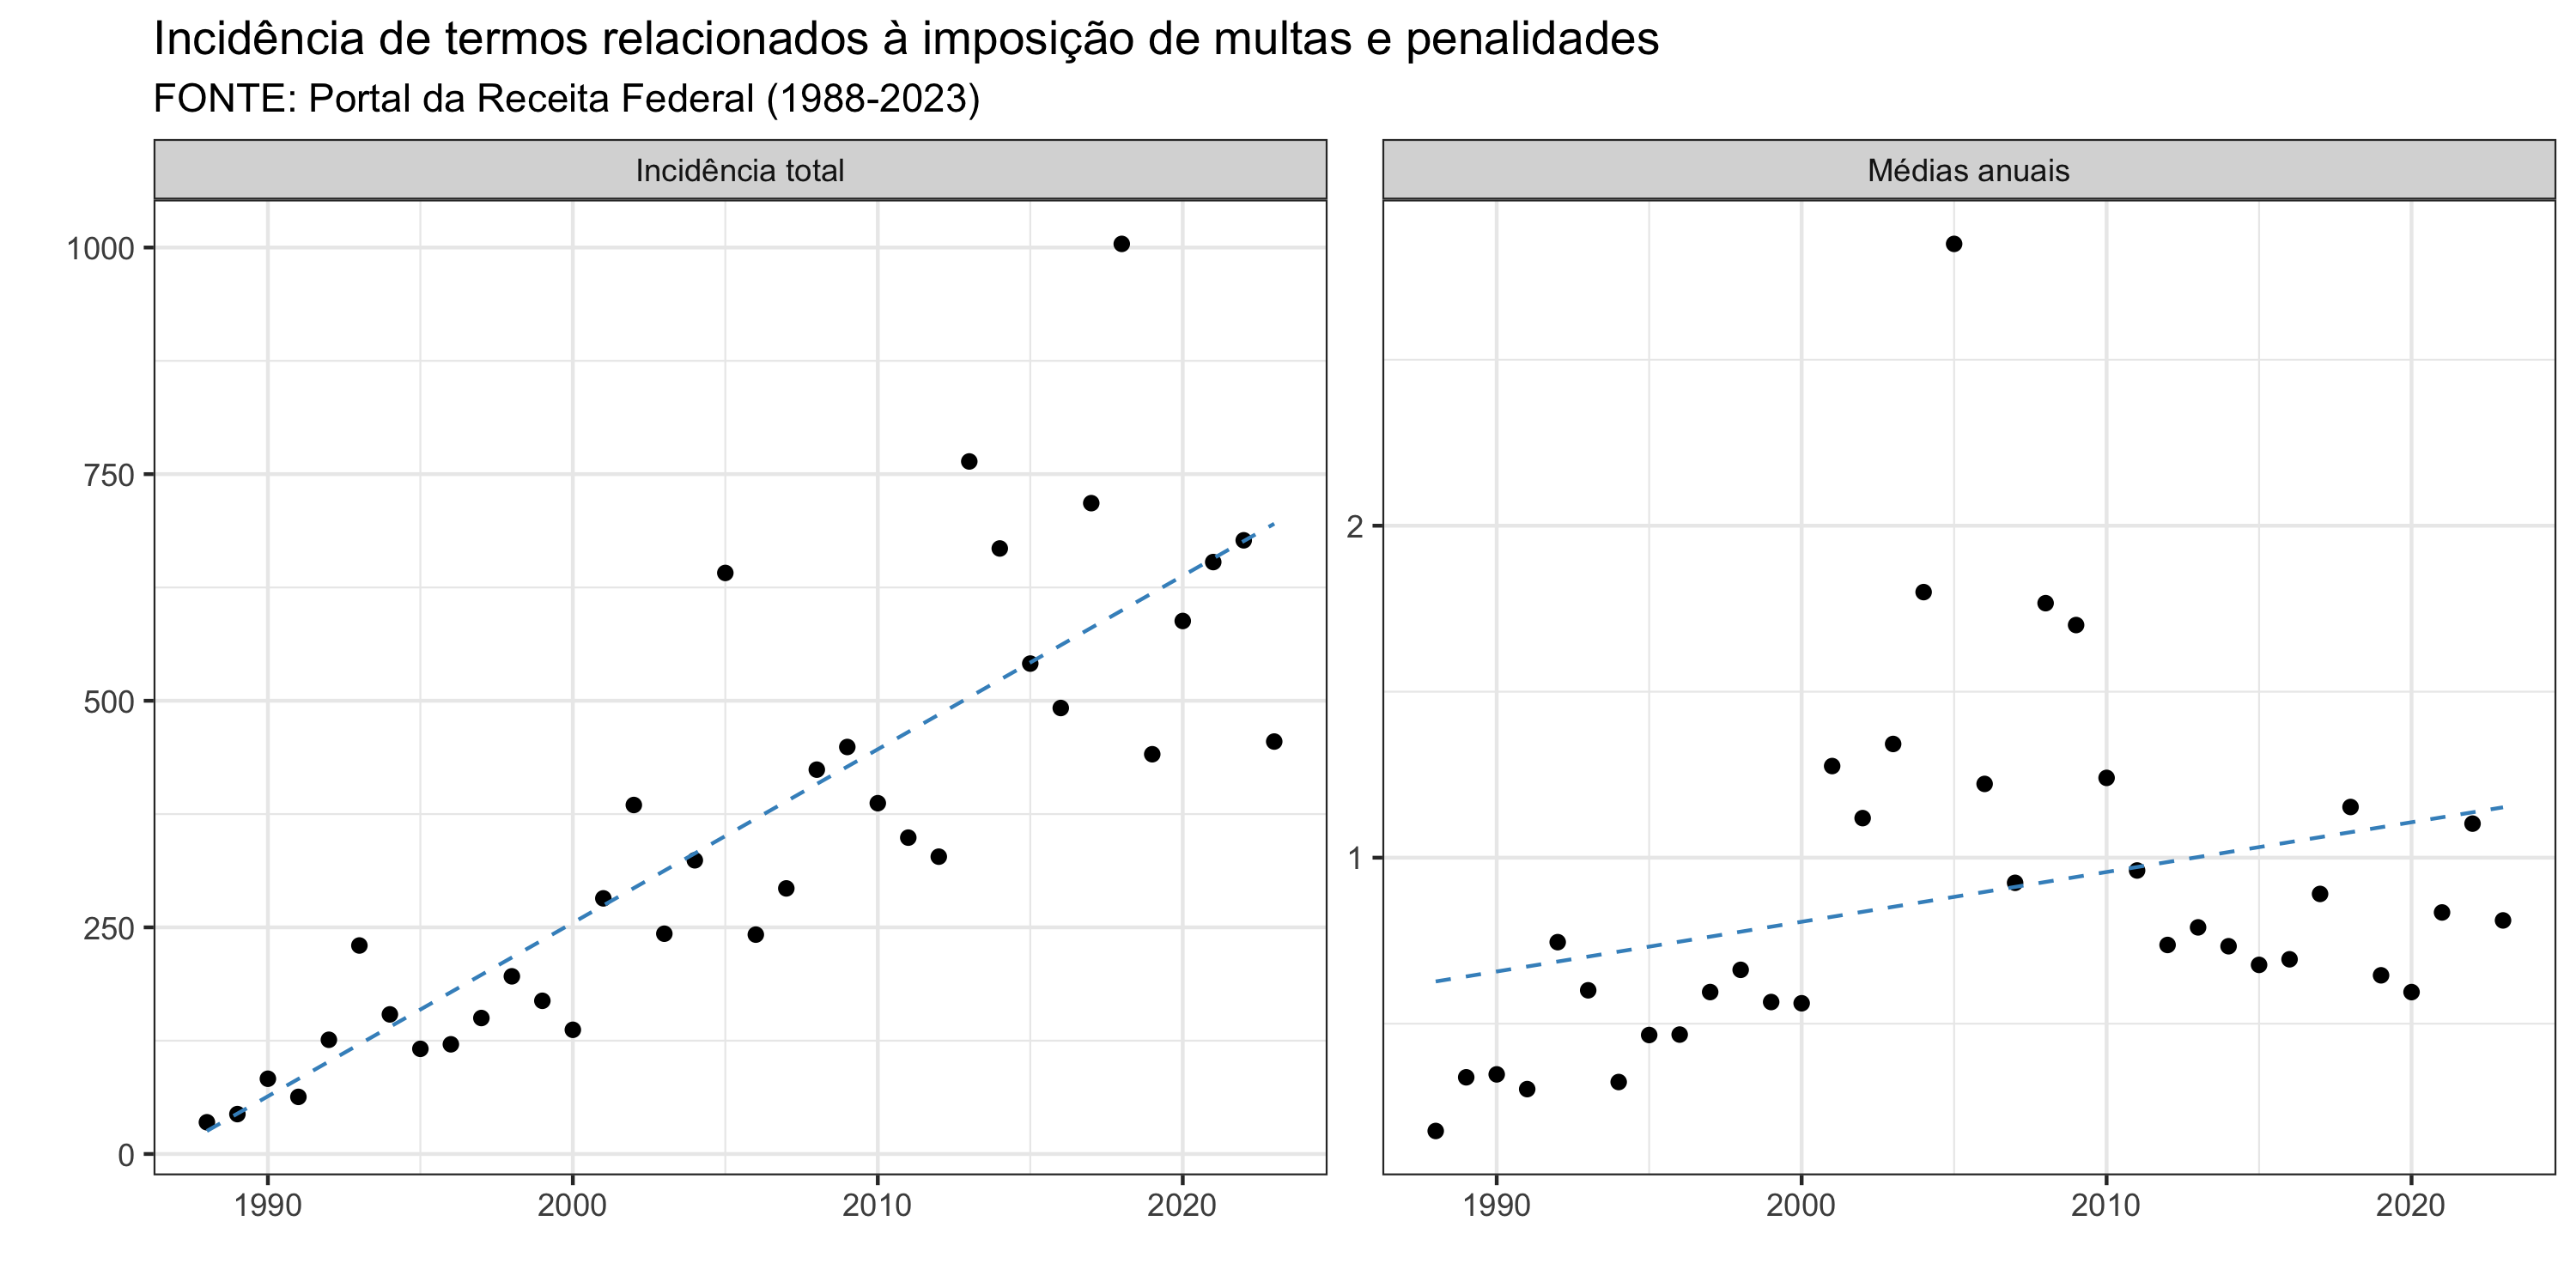 Incidência de termos relacionados à imposição de multas e penalidades
FONTE: Portal da Receita Federal (1988-2023)
Incidência total
Médias anuais
1000
750
500
250
0
2
1
1990 2000 2010 2020
1990 2000 2010 2020